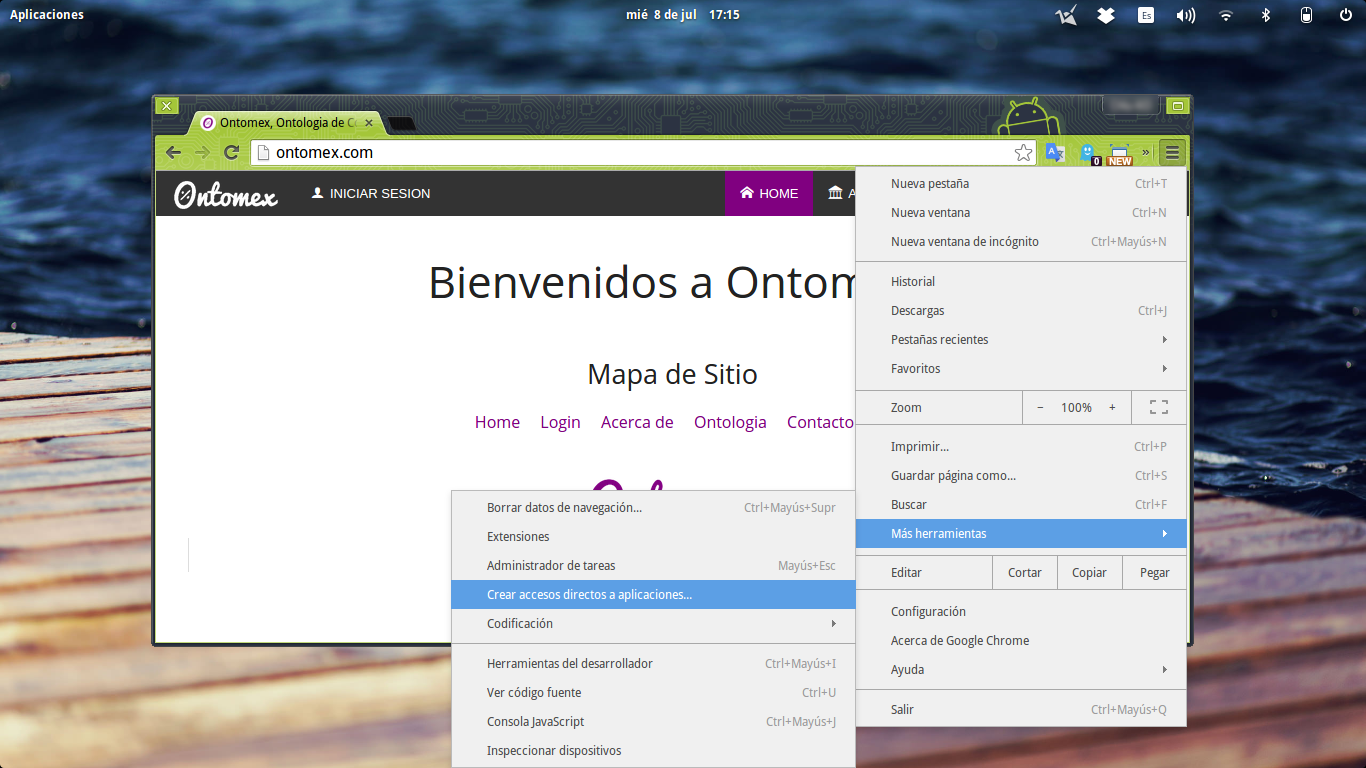 Aplicaciones
mié 8 de jul 17:15
Es
Ontomex, Ontologia de C
ontomex.com
0
NEW
»
Ontomex
INICIAR SESION
HOME
A
Bienvenidos a Ontom
Mapa de Sitio
Home Login Acerca de Ontologia Contacto
Nueva pestaña Ctrl+T
Nueva ventana Ctrl+N
Nueva ventana de incógnito Ctrl+Mayús+N
Historial
Descargas Ctrl+J
Pestañas recientes
Favoritos
Zoom − 100% +
Imprimir... Ctrl+P
Guardar página como... Ctrl+S
Buscar Ctrl+F
Más herramientas
Editar Cortar Copiar Pegar
Configuración
Acerca de Google Chrome
Ayuda
Salir Ctrl+Mayús+Q
Borrar datos de navegación... Ctrl+Mayús+Supr
Extensiones
Administrador de tareas Mayús+Esc
Crear accesos directos a aplicaciones...
Codificación
Herramientas del desarrollador Ctrl+Mayús+I
Ver código fuente Ctrl+U
Consola JavaScript Ctrl+Mayús+J
Inspeccionar dispositivos